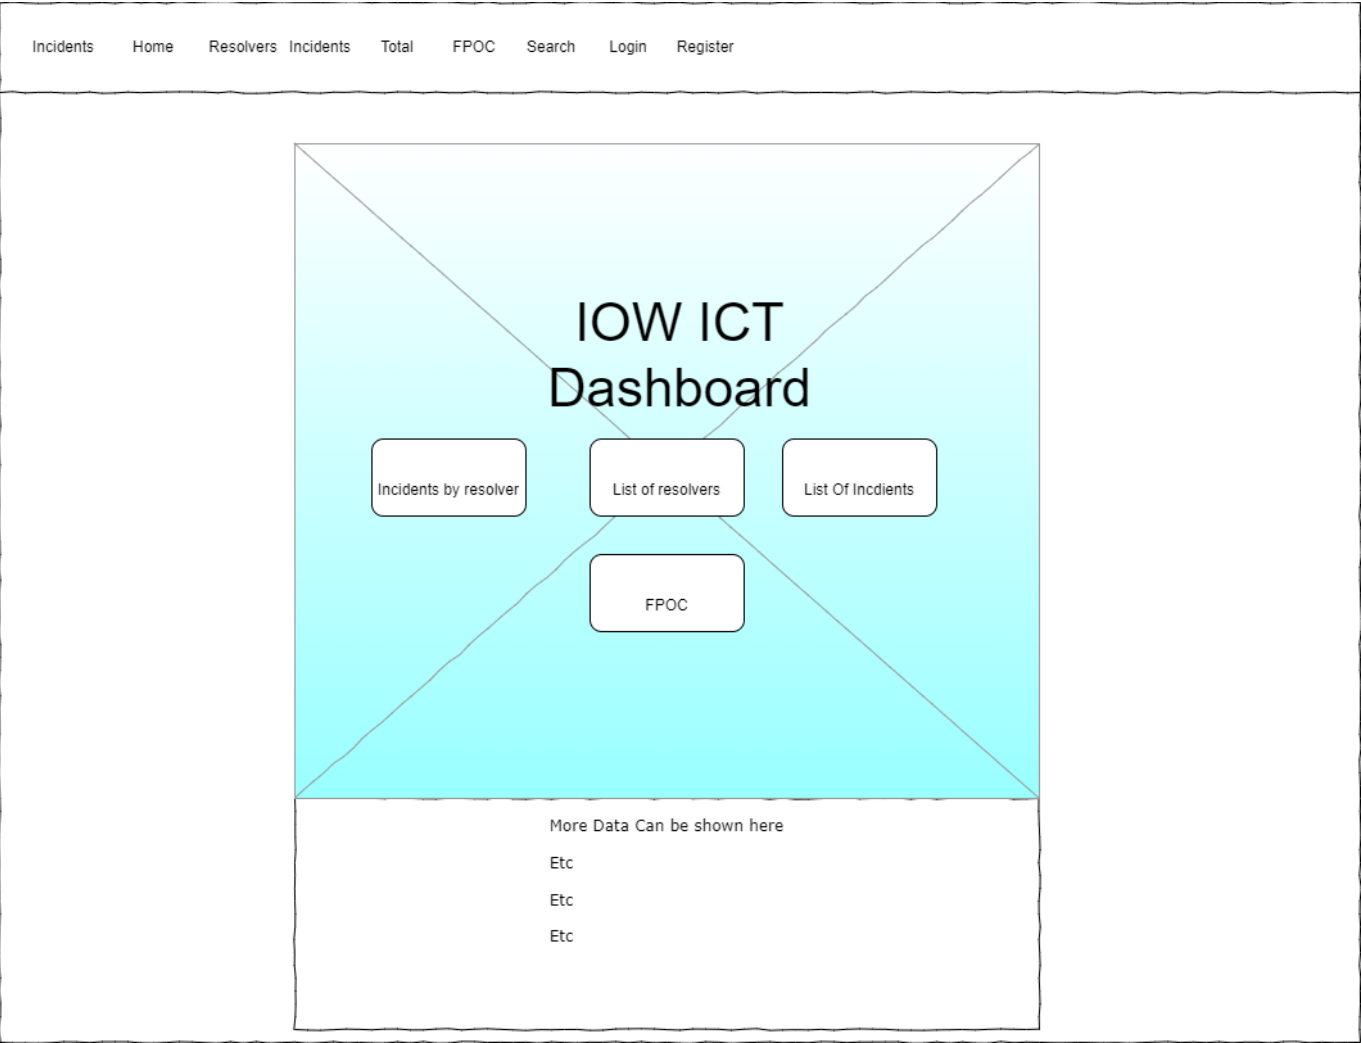 Incidents Home Resolvers Incidents Total FPOC Search Login Register
IOW ICT
Dashboard
Incidents by resolver
List of resolvers
List Of Incdients
FPOC
More Data Can be shown here
Etc
Etc
Etc